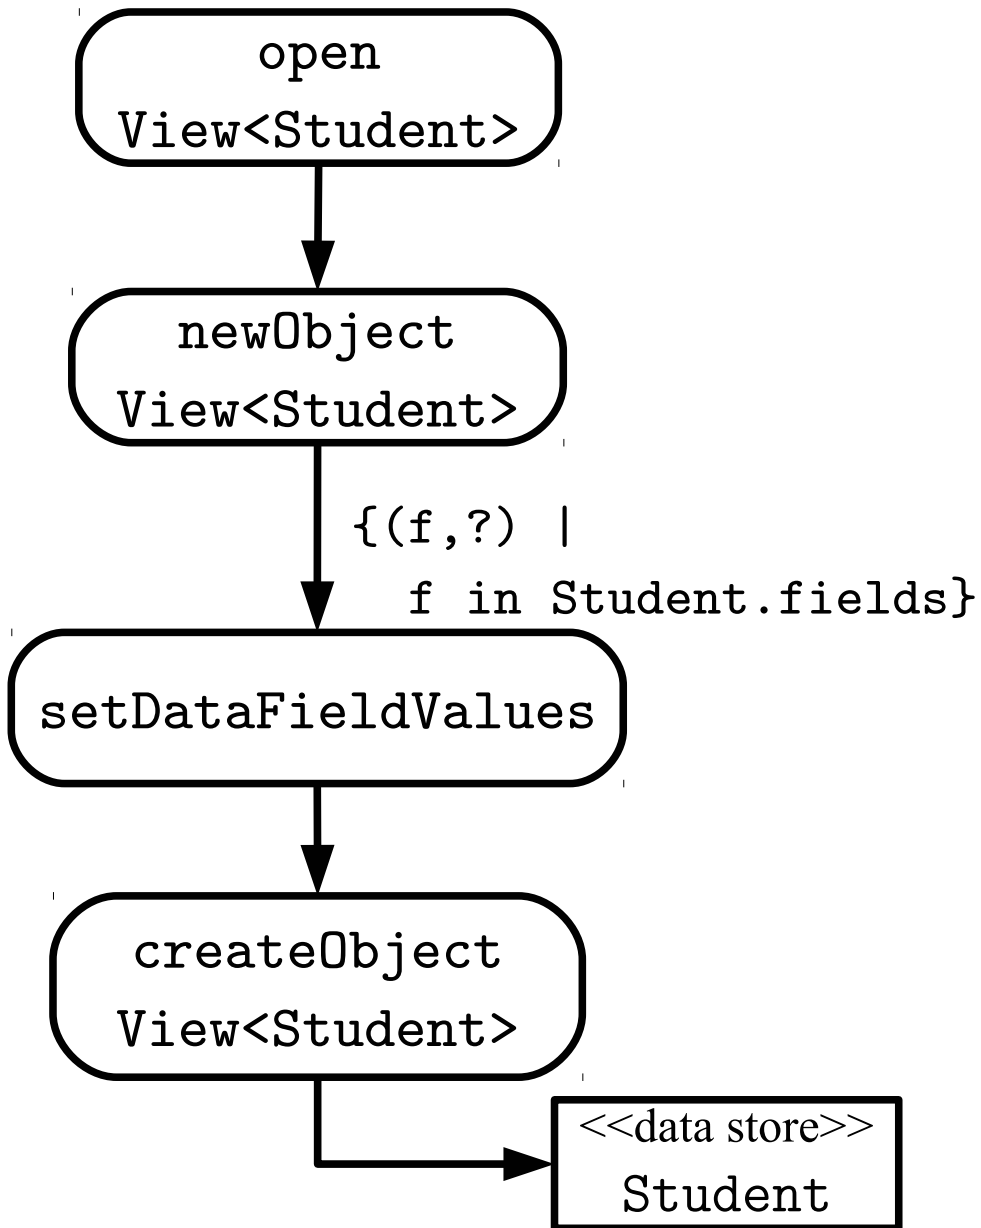 open
View<Student>
newObject
View<Student>
{(f,?) |
f in Student.fields}
setDataFieldValues
createObject
View<Student>
<<data store>>
Student